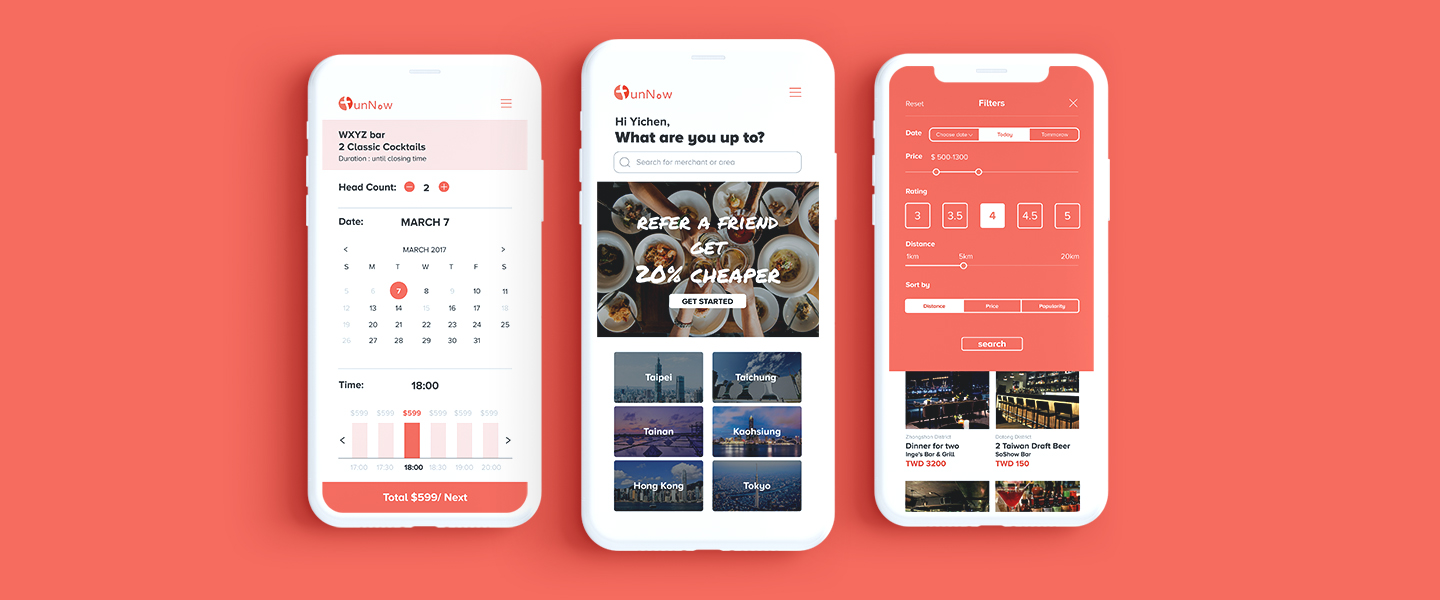 FunNow
WXYZ bar
2 Classic Cocktails
Duration : until closing time
Head Count: 2
Date: MARCH 7
< MARCH 2017 >
S M T W T F S
5 6 7 8 9 10 11
12 13 14 15 16 17 18
19 20 21 22 23 24 25
26 27 28 29 30 31
Time: 18:00
$599 $599 $599 $599 $599 $599
< >
17:00 17:30 18:00 18:30 19:00 20:00
Total $599/ Next
FunNow
Hi Yichen,
What are you up to?
Search for merchant or area
REFER A FRIEND
GET
20% CHEAPER
GET STARTED
Taipei Taichung
Tainan Kaohsiung
Hong Kong Tokyo
Reset Filters
Date Choose date Today Tommorow
Price $ 500-1300
Rating
3 3.5 4 4.5 5
Distance
1km 5km 20km
Sort by
Distance Price Popularity
search
Zhongshan District
Dinner for two
Inge's Bar & Grill
TWD 3200
Datong District
2 Taiwan Draft Beer
SoShow Bar
TWD 150